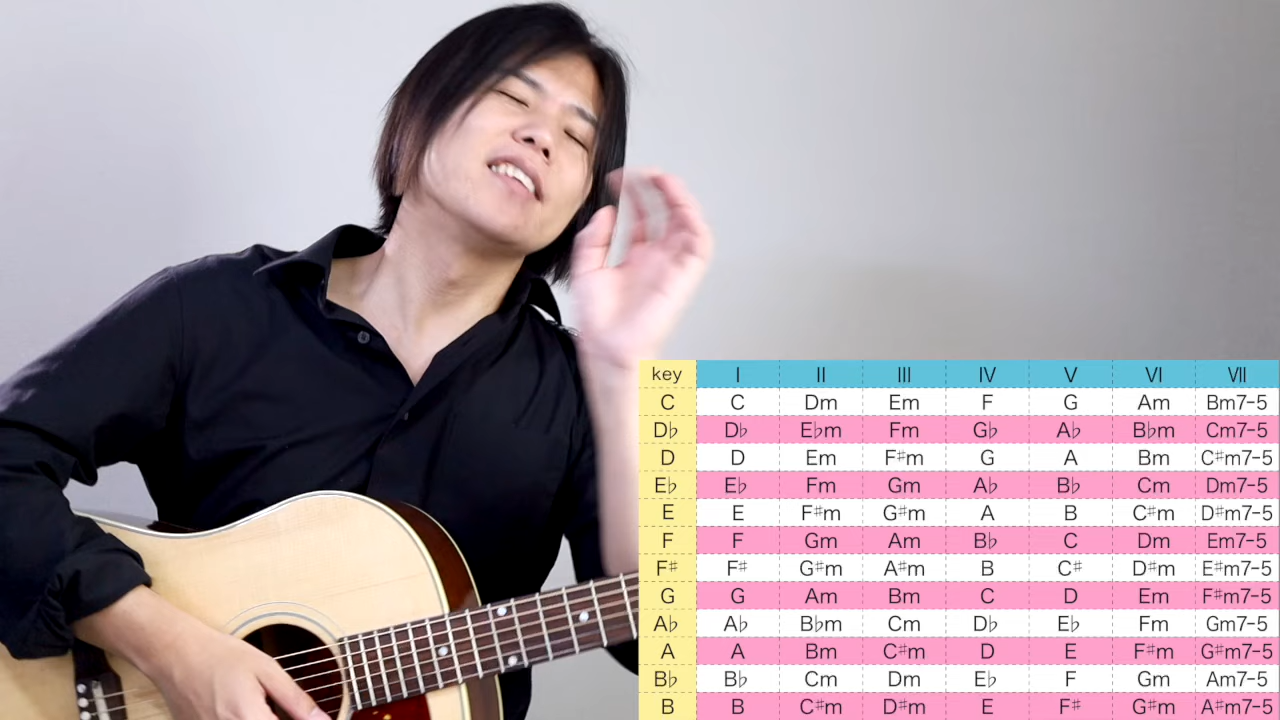 key Ⅰ Ⅱ Ⅲ Ⅳ Ⅴ Ⅵ Ⅶ
C C Dm Em F G Am Bm7-5
D♭ D♭ E♭m Fm G♭ A♭ B♭m Cm7-5
D D Em F♯m G A Bm C♯m7-5
E♭ E♭ Fm Gm A♭ B♭ Cm Dm7-5
E E F♯m G♯m A B C♯m D♯m7-5
F F Gm Am B♭ C Dm Em7-5
F♯ F♯ G♯m A♯m B C♯ D♯m E♯m7-5
G G Am Bm C D Em F♯m7-5
A♭ A♭ B♭m Cm D♭ E♭ Fm Gm7-5
A A Bm C♯m D E F♯m G♯m7-5
B♭ B♭ Cm Dm E♭ F Gm Am7-5
B B C♯m D♯m E F♯ G♯m A♯m7-5